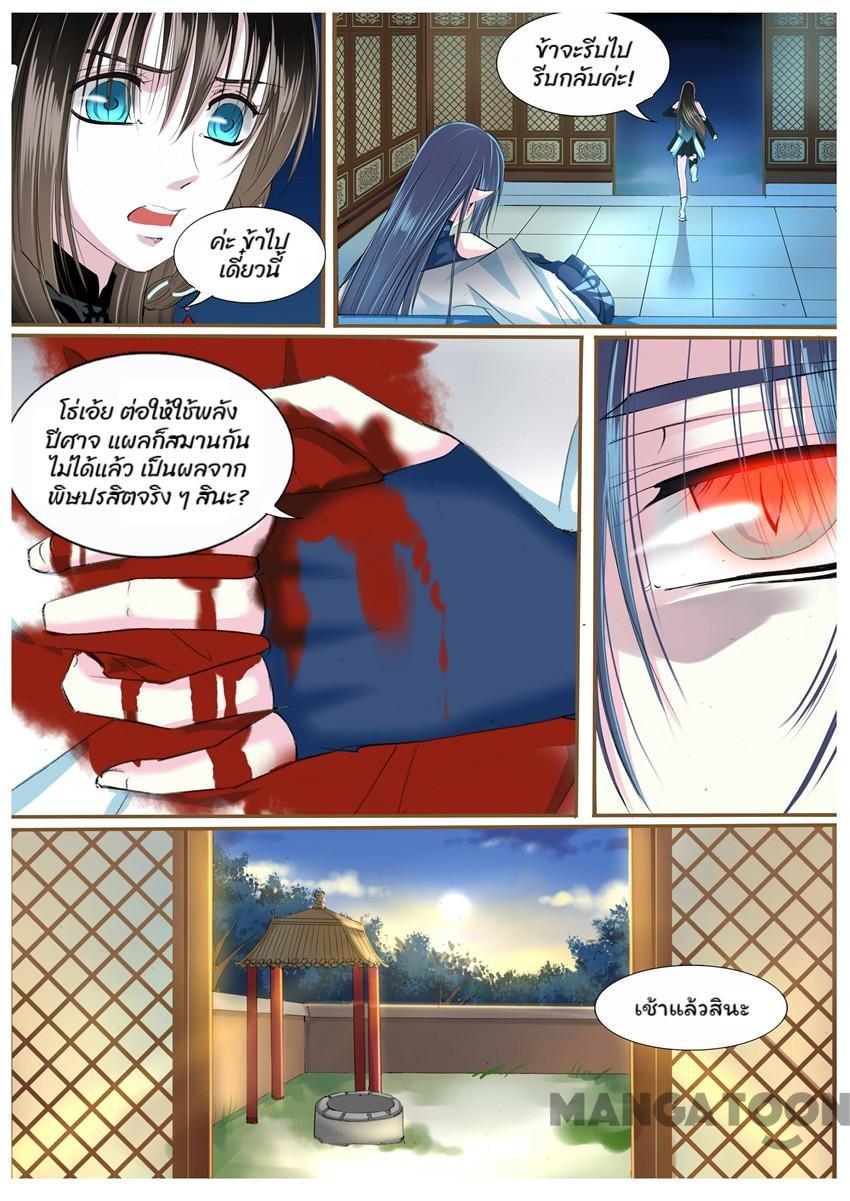 ค่ะ ข้าไป
เดี๋ยวนี้
ข้าจะรีบไป
รีบกลับค่ะ!
โธ่เอ้ย ต่อให้ใช้พลัง
ปีศาจ แผลก็สมานกัน
ไม่ได้แล้ว เป็นผลจาก
พิษปรสิตจริง ๆ สินะ?
เช้าแล้วสินะ
MANGATOON